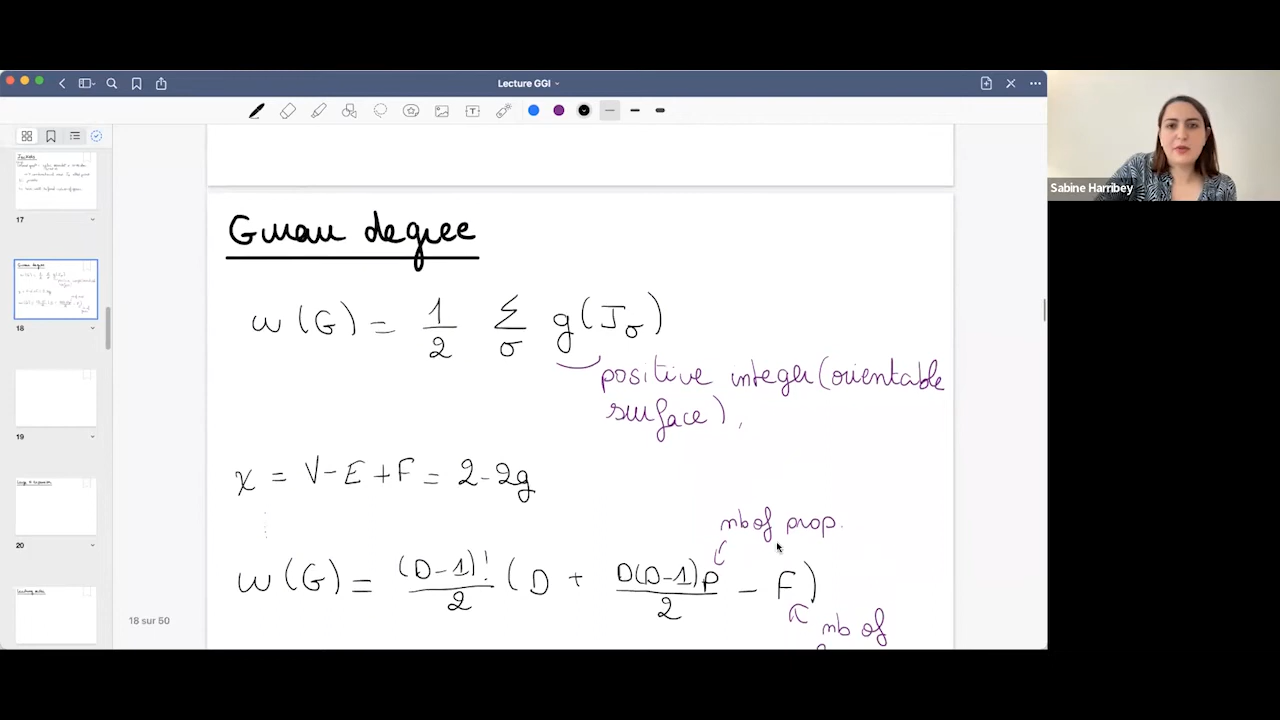 Lecture GGI
Sabine Harribey
17
18
19
20
Gurau degree
w(G) = 1/2 Σ_σ g(J_σ)
positive integer (orientable
surface),
χ = V - E + F = 2 - 2g
nb of prop.
w(G) = (D-1)!/2 (D + D(D-1)P/2 - F)
nb of
18 sur 50